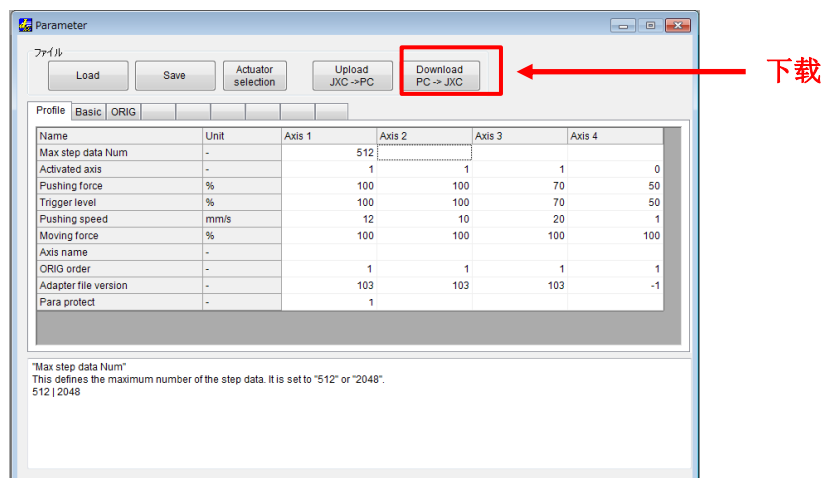 Parameter
ファイル
Load Save Actuator selection Upload JXC ->PC Download PC -> JXC
下载
Profile Basic ORIG
Name Unit Axis 1 Axis 2 Axis 3 Axis 4
Max step data Num - 512
Activated axis - 1 1 1 0
Pushing force % 100 100 70 50
Trigger level % 100 100 70 50
Pushing speed mm/s 12 10 20 1
Moving force % 100 100 100 100
Axis name -
ORIG order - 1 1 1 1
Adapter file version - 103 103 103 -1
Para protect - 1
"Max step data Num"
This defines the maximum number of the step data. It is set to "512" or "2048".
512 | 2048